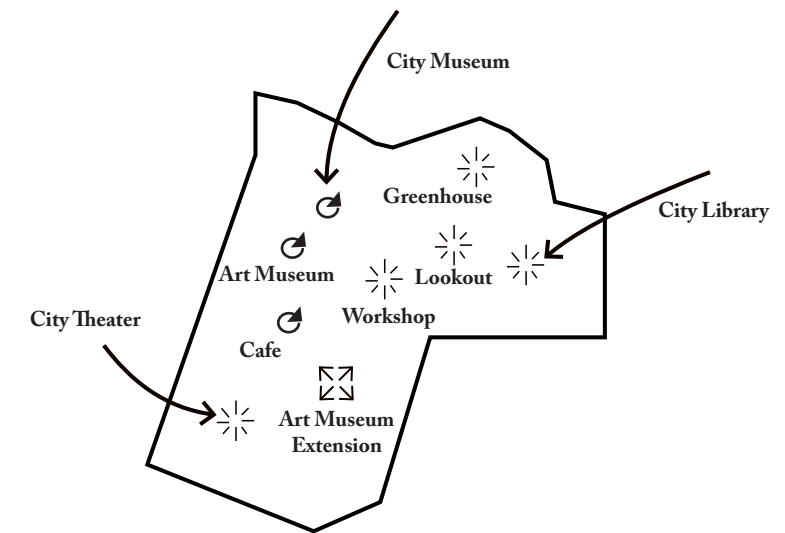 City Museum
Greenhouse
City Library
Art Museum
Lookout
Workshop
City Theater
Cafe
Art Museum
Extension